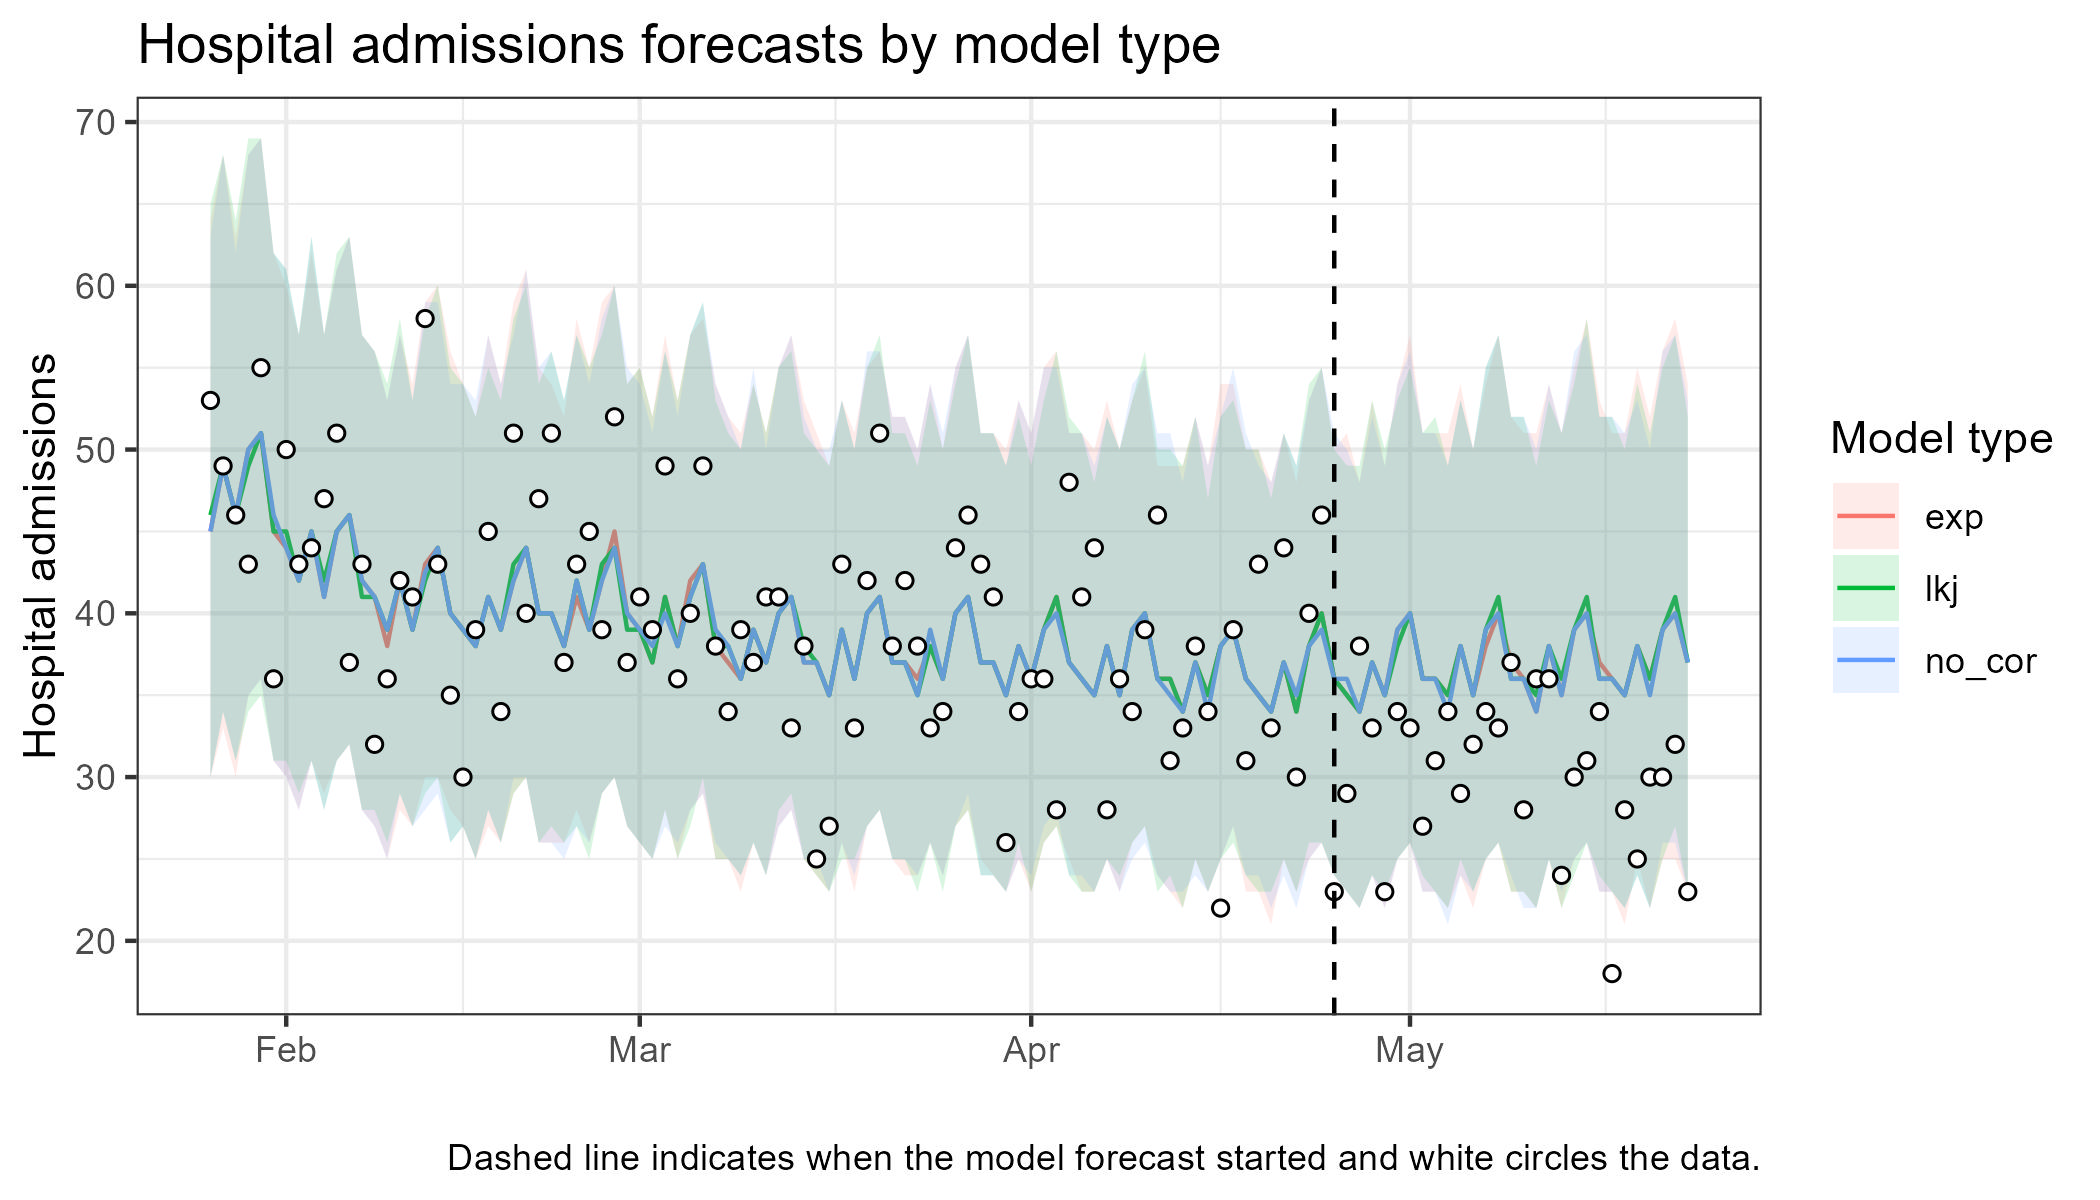 Hospital admissions forecasts by model type
Hospital admissions
70
60
50
40
30
20
Feb
Mar
Apr
May
Model type
exp
lkj
no_cor
Dashed line indicates when the model forecast started and white circles the data.